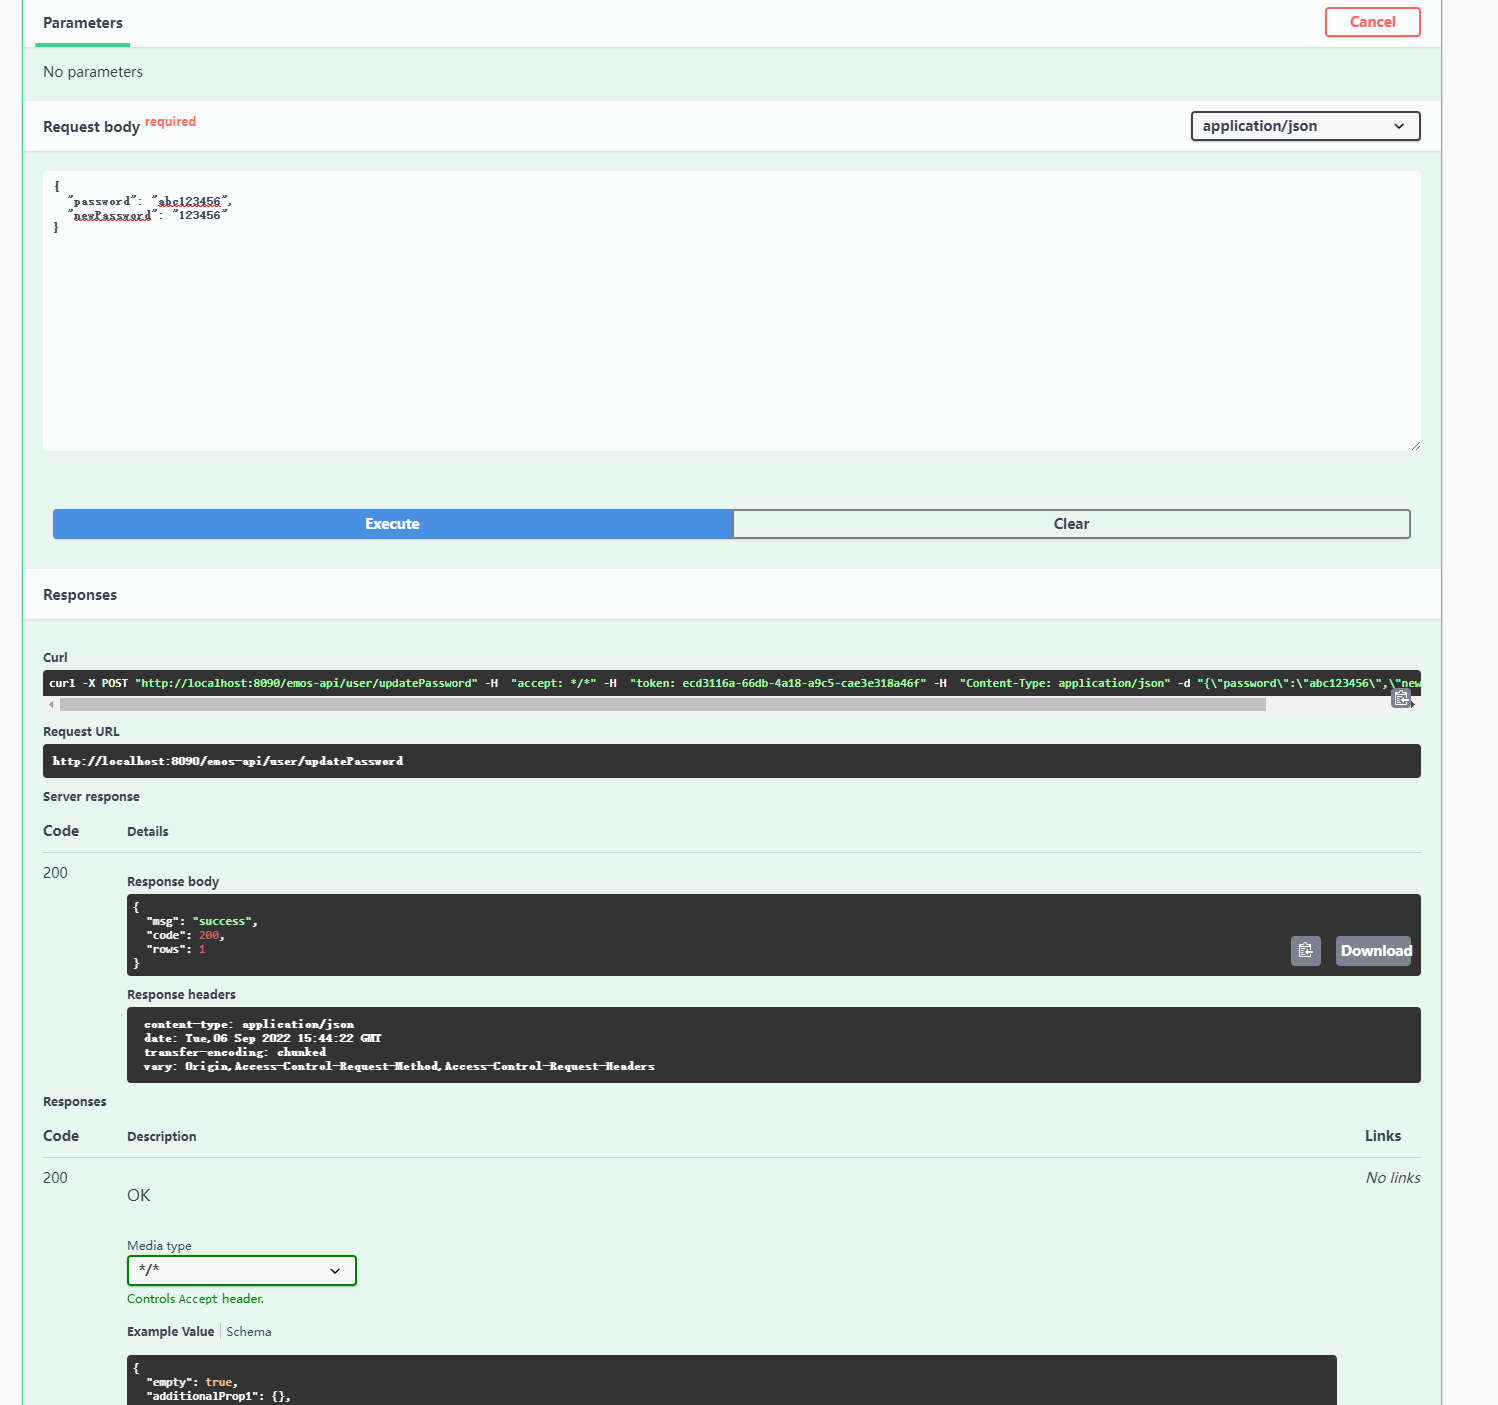 Parameters
Cancel
No parameters
Request body required
application/json
{
"password": "abc123456",
"newPassword": "123456"
}
Execute
Clear
Responses
Curl
curl -X POST "http://localhost:8090/emos-api/user/updatePassword" -H  "accept: */*" -H  "token: ecd3116a-66db-4a18-a9c5-cae3e318a46f" -H  "Content-Type: application/json" -d "{\"password\":\"abc123456\",\"new
Request URL
http://localhost:8090/emos-api/user/updatePassword
Server response
Code
Details
200
Response body
{
"msg": "success",
"code": 200,
"rows": 1
}
Download
Response headers
content-type: application/json
date: Tue,06 Sep 2022 15:44:22 GMT
transfer-encoding: chunked
vary: Origin,Access-Control-Request-Method,Access-Control-Request-Headers
Responses
Code
Description
Links
200
OK
No links
Media type
*/*
Controls Accept header.
Example Value
Schema
{
"empty": true,
"additionalProp1": {},